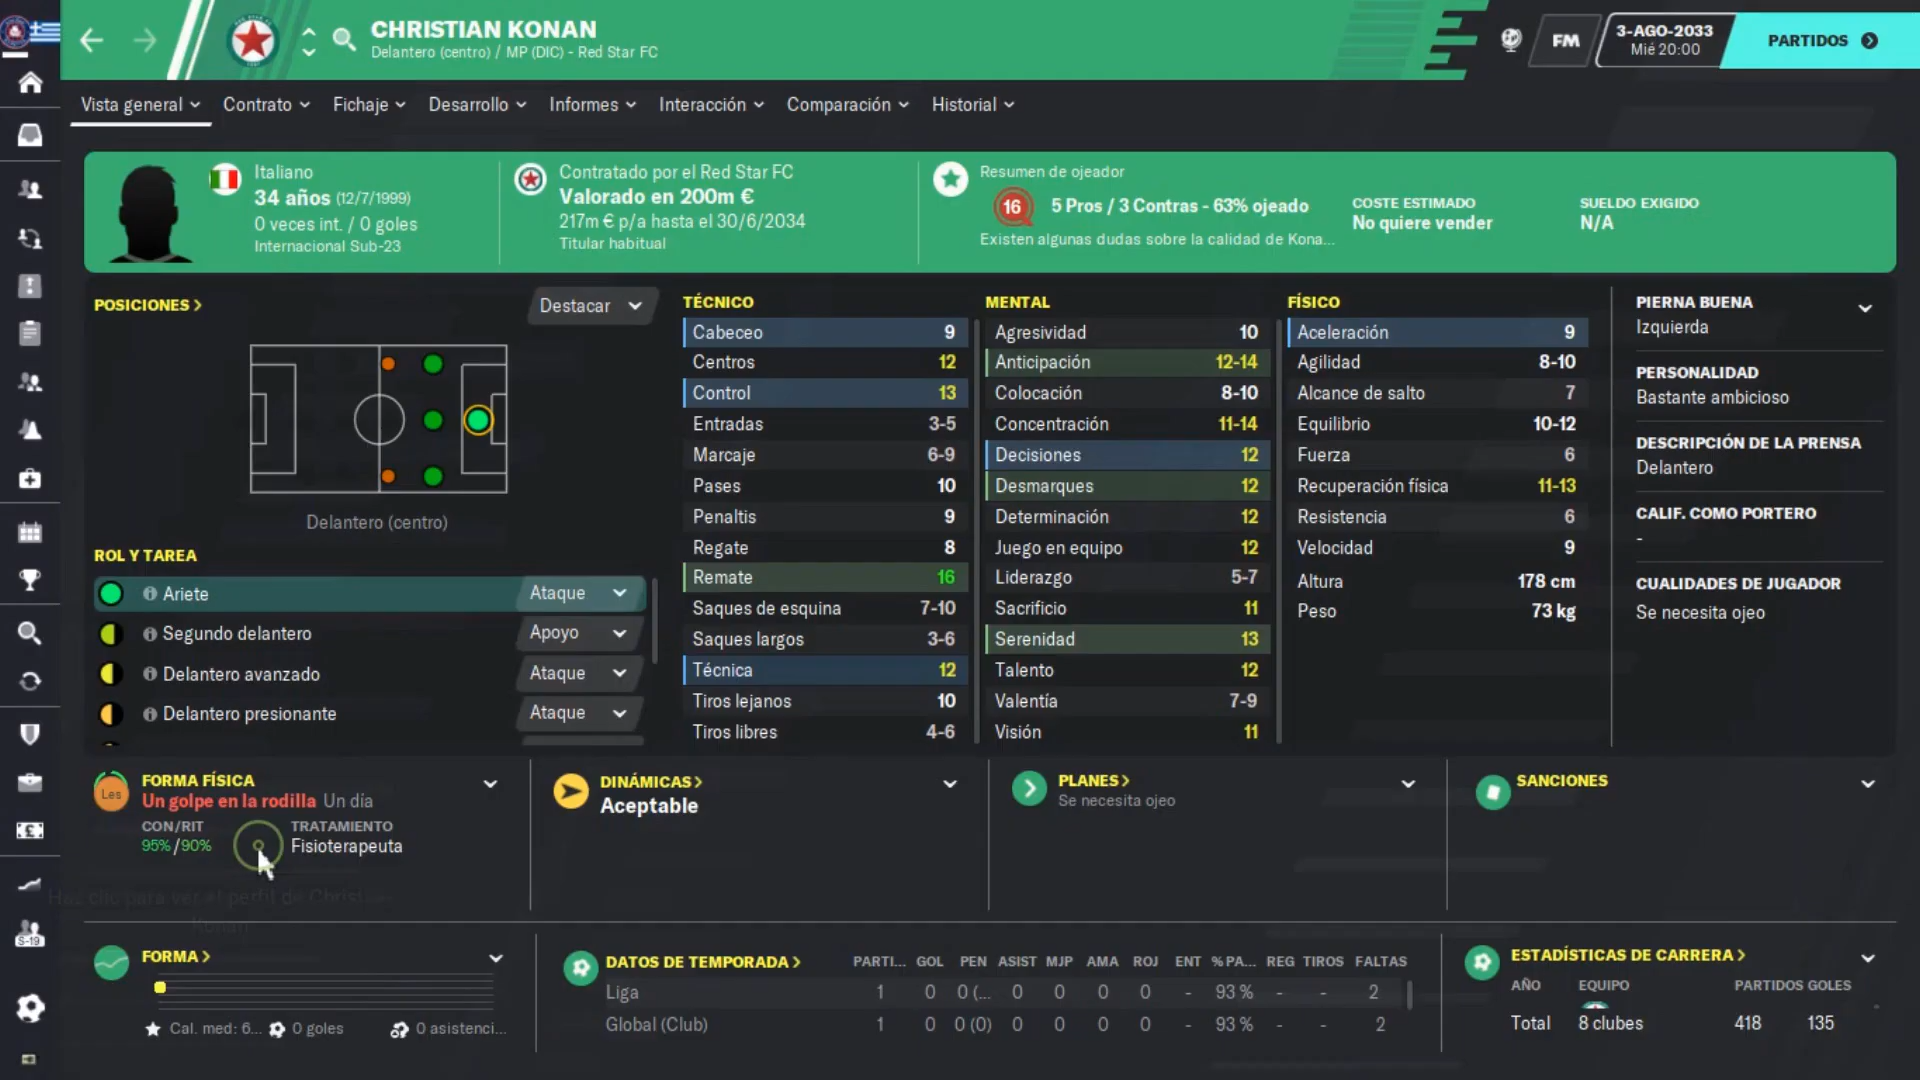 CHRISTIAN KONAN
Delantero (centro) / MP (DIC) - Red Star FC
FM
3-AGO-2033
Mié 20:00
PARTIDOS
Vista general
Contrato
Fichaje
Desarrollo
Informes
Interacción
Comparación
Historial
Italiano
34 años (12/7/1999)
0 veces int. / 0 goles
Internacional Sub-23
Contratado por el Red Star FC
Valorado en 200m €
217m € p/a hasta el 30/6/2034
Titular habitual
Resumen de ojeador
16
5 Pros / 3 Contras - 63% ojeado
Existen algunas dudas sobre la calidad de Kona...
COSTE ESTIMADO
No quiere vender
SUELDO EXIGIDO
N/A
POSICIONES
Destacar
Delantero (centro)
ROL Y TAREA
Ariete Ataque
Segundo delantero Apoyo
Delantero avanzado Ataque
Delantero presionante Ataque
TÉCNICO
Cabeceo 9
Centros 12
Control 13
Entradas 3-5
Marcaje 6-9
Pases 10
Penaltis 9
Regate 8
Remate 16
Saques de esquina 7-10
Saques largos 3-6
Técnica 12
Tiros lejanos 10
Tiros libres 4-6
MENTAL
Agresividad 10
Anticipación 12-14
Colocación 8-10
Concentración 11-14
Decisiones 12
Desmarques 12
Determinación 12
Juego en equipo 12
Liderazgo 5-7
Sacrificio 11
Serenidad 13
Talento 12
Valentía 7-9
Visión 11
FÍSICO
Aceleración 9
Agilidad 8-10
Alcance de salto 7
Equilibrio 10-12
Fuerza 6
Recuperación física 11-13
Resistencia 6
Velocidad 9
Altura 178 cm
Peso 73 kg
PIERNA BUENA
Izquierda
PERSONALIDAD
Bastante ambicioso
DESCRIPCIÓN DE LA PRENSA
Delantero
CALIF. COMO PORTERO
-
CUALIDADES DE JUGADOR
Se necesita ojeo
Les
FORMA FÍSICA
Un golpe en la rodilla Un día
CON/RIT
95% /90%
TRATAMIENTO
Fisioterapeuta
Haz clic para ver el perfil de Christian
Konan
DINÁMICAS
Aceptable
PLANES
Se necesita ojeo
SANCIONES
S-19
FORMA
Cal. med: 6... 0 goles 0 asistenci...
DATOS DE TEMPORADA PARTI... GOL PEN ASIST MJP AMA ROJ ENT % PA... REG TIROS FALTAS
Liga 1 0 0 (... 0 0 0 0 - 93 % - - 2
Global (Club) 1 0 0 (0) 0 0 0 0 - 93 % - - 2
ESTADÍSTICAS DE CARRERA
AÑO EQUIPO PARTIDOS GOLES
Total 8 clubes 418 135